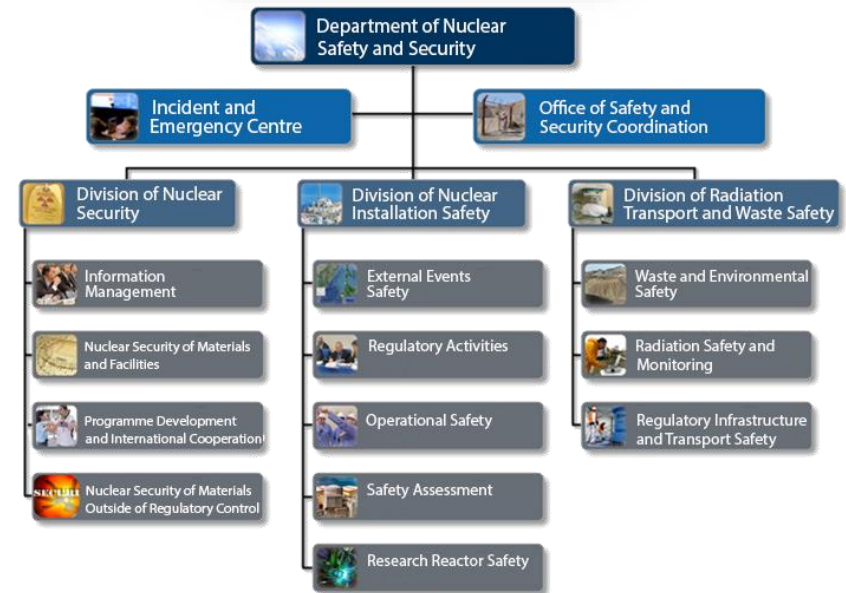 Department of Nuclear
Safety and Security
Incident and
Emergency Centre
Office of Safety and
Security Coordination
Division of Nuclear
Security
Division of Nuclear
Installation Safety
Division of Radiation
Transport and Waste Safety
Information
Management
Nuclear Security of Materials
and Facilities
Programme Development
and International Cooperation
SECURI
Nuclear Security of Materials
Outside of Regulatory Control
External Events
Safety
Regulatory Activities
Operational Safety
Safety Assessment
Research Reactor Safety
Waste and Environmental
Safety
Radiation Safety and
Monitoring
Regulatory Infrastructure
and Transport Safety